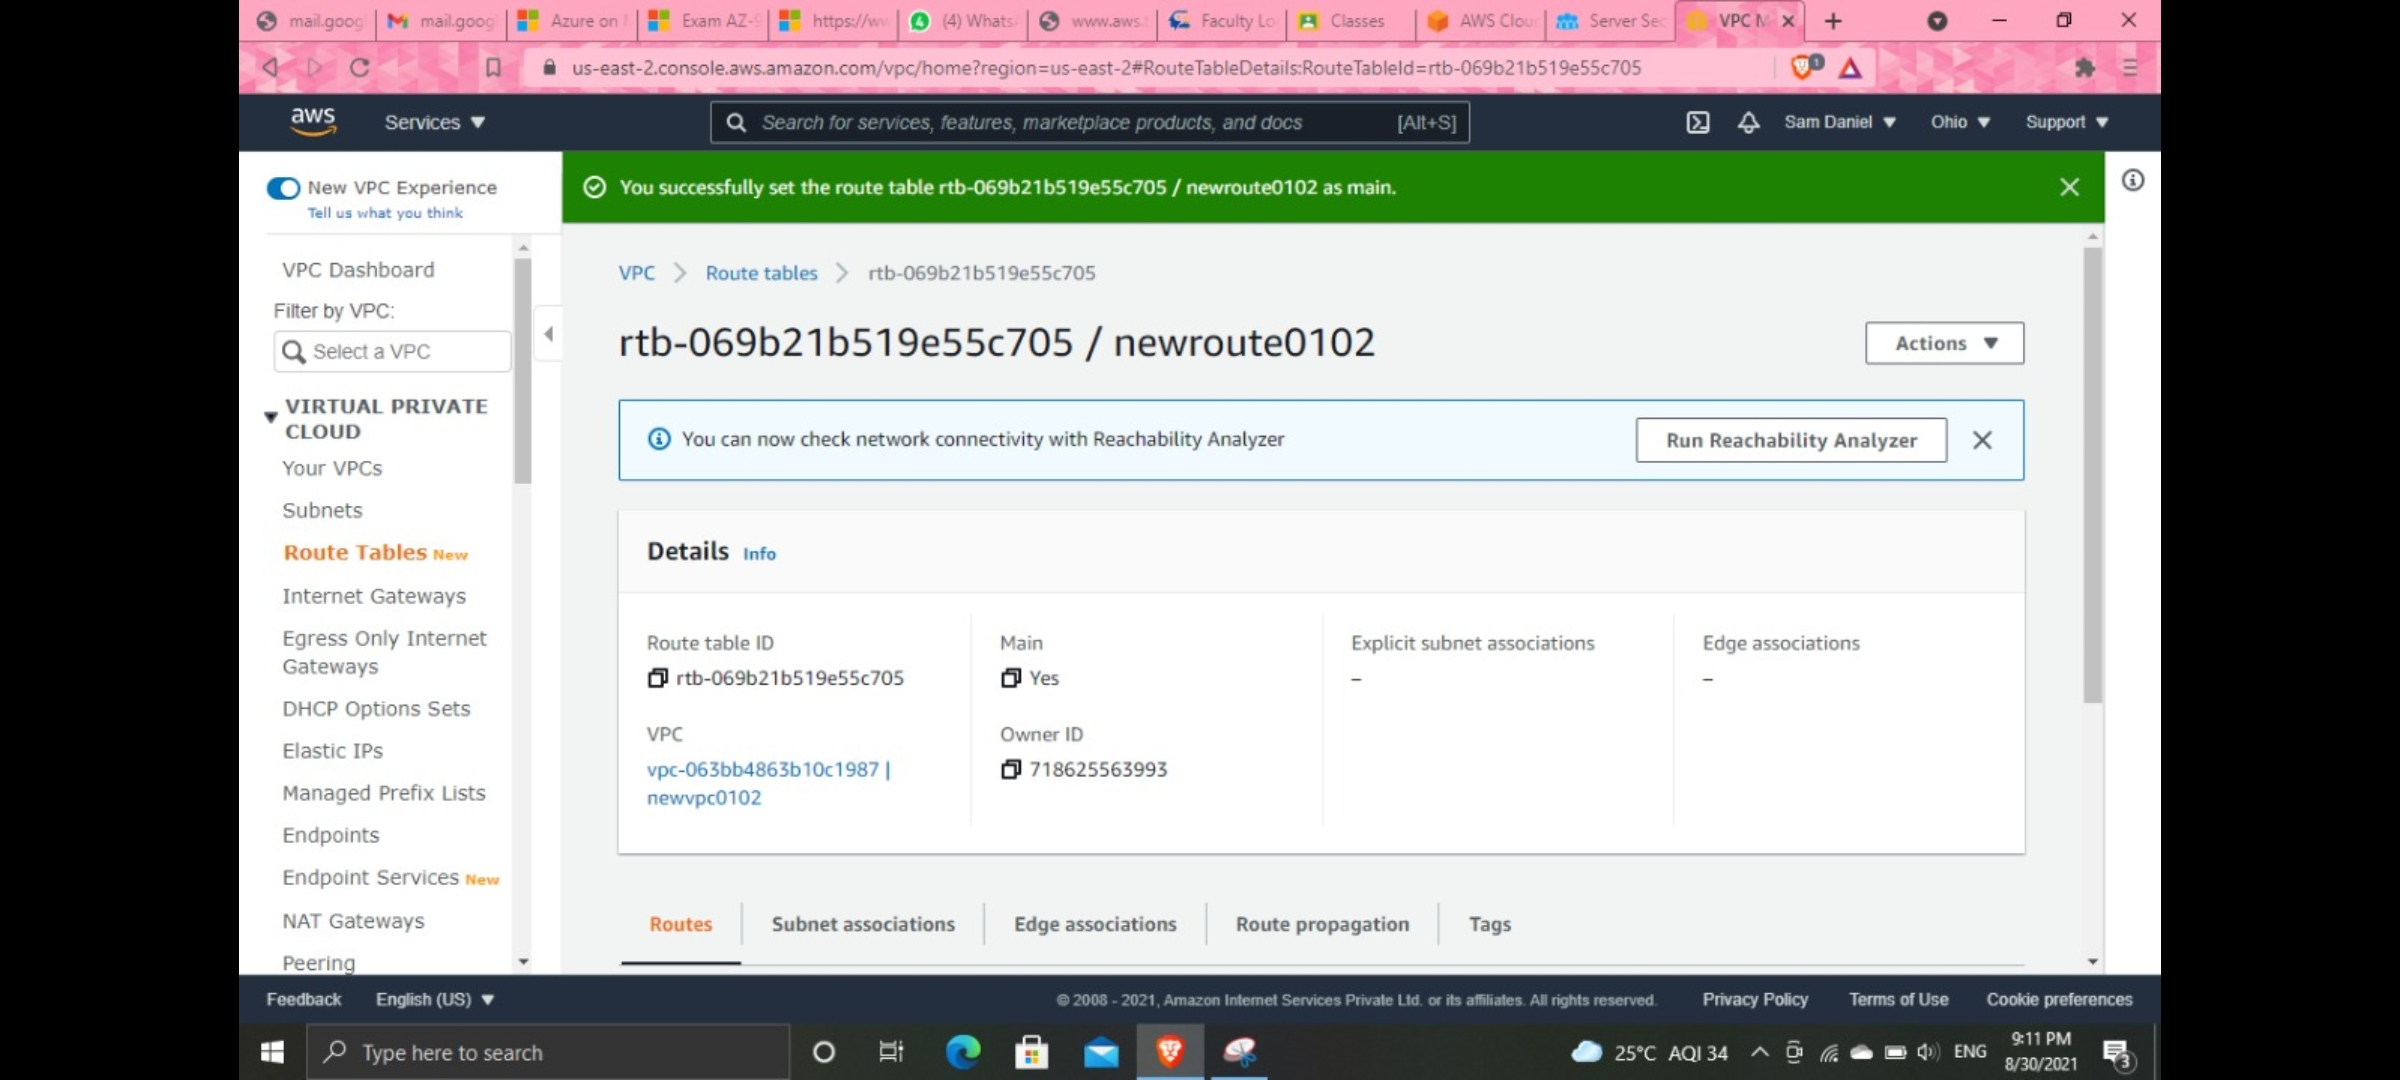 mail.goog
mail.goog
Azure on
Exam AZ-9
https://ww
(4) Whats
www.aws.
Faculty Lo
Classes
AWS Clou
Server Sec
VPC M
us-east-2.console.aws.amazon.com/vpc/home?region=us-east-2#RouteTableDetails:RouteTableId=rtb-069b21b519e55c705
1
aws
Services
Search for services, features, marketplace products, and docs
[Alt+S]
Sam Daniel
Ohio
Support
New VPC Experience
Tell us what you think
You successfully set the route table rtb-069b21b519e55c705 / newroute0102 as main.
VPC Dashboard
Filter by VPC:
Select a VPC
VIRTUAL PRIVATE
CLOUD
Your VPCs
Subnets
Route Tables New
Internet Gateways
Egress Only Internet
Gateways
DHCP Options Sets
Elastic IPs
Managed Prefix Lists
Endpoints
Endpoint Services New
NAT Gateways
Peering
VPC > Route tables > rtb-069b21b519e55c705
rtb-069b21b519e55c705 / newroute0102
Actions
You can now check network connectivity with Reachability Analyzer
Run Reachability Analyzer
Details Info
Route table ID
rtb-069b21b519e55c705
Main
Yes
Explicit subnet associations
–
Edge associations
–
VPC
vpc-063bb4863b10c1987 |
newvpc0102
Owner ID
718625563993
Routes
Subnet associations
Edge associations
Route propagation
Tags
Feedback
English (US)
© 2008 - 2021, Amazon Internet Services Private Ltd. or its affiliates. All rights reserved.
Privacy Policy
Terms of Use
Cookie preferences
Type here to search
25°C AQI 34
ENG
9:11 PM
8/30/2021
3